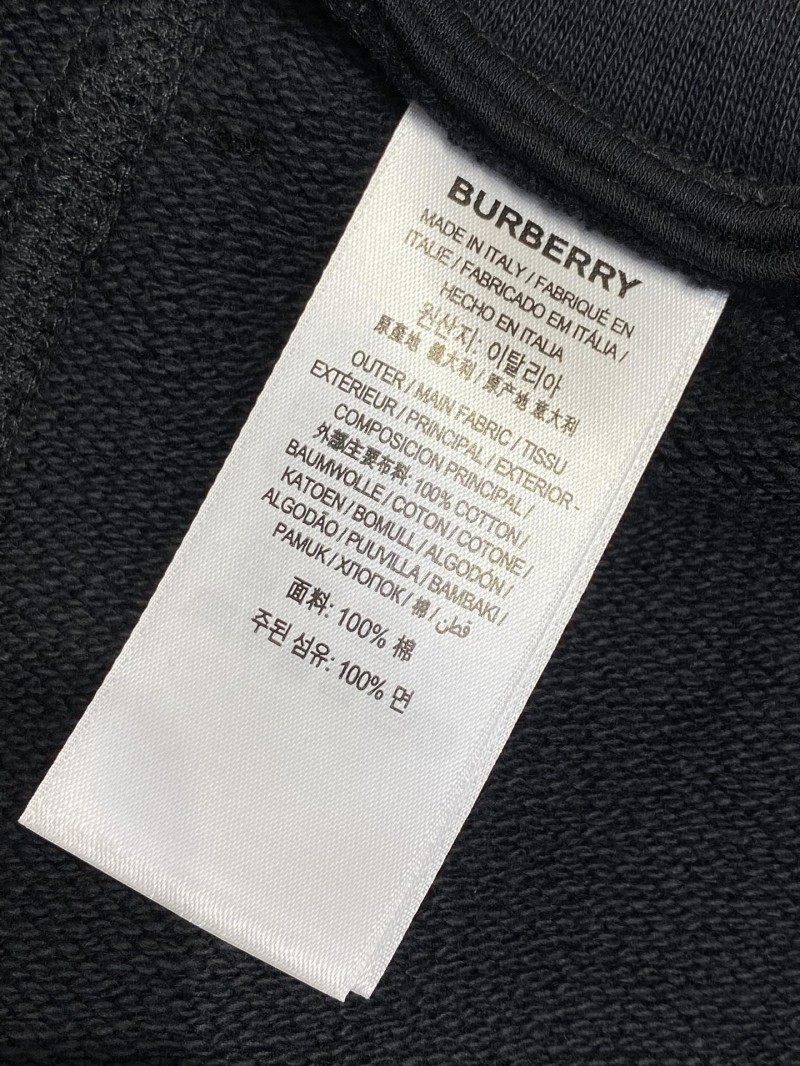 BURBERRY
MADE IN ITALY / FABRIQUÉ EN
ITALIE / FABRICADO EM ITÁLIA /
HECHO EN ITALIA
원산지: 이탈리아
原產地 義大利 / 原产地 意大利
OUTER / MAIN FABRIC / TISSU
EXTÉRIEUR / PRINCIPAL / EXTERIOR -
COMPOSICION PRINCIPAL /
外部主要布料: 100% COTTON /
BAUMWOLLE / COTON / COTONE /
KATOEN / BOMULL / ALGODÓN /
ALGODÃO / PUUVILLA / BAMBAKI /
PAMUK / ХЛОПОК / 棉 / قطن
面料: 100% 棉
주된 섬유: 100% 면